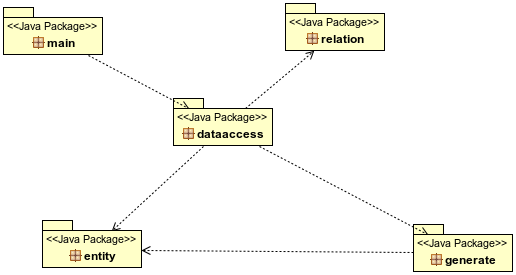 <<Java Package>>
main
<<Java Package>>
relation
<<Java Package>>
dataaccess
<<Java Package>>
entity
<<Java Package>>
generate